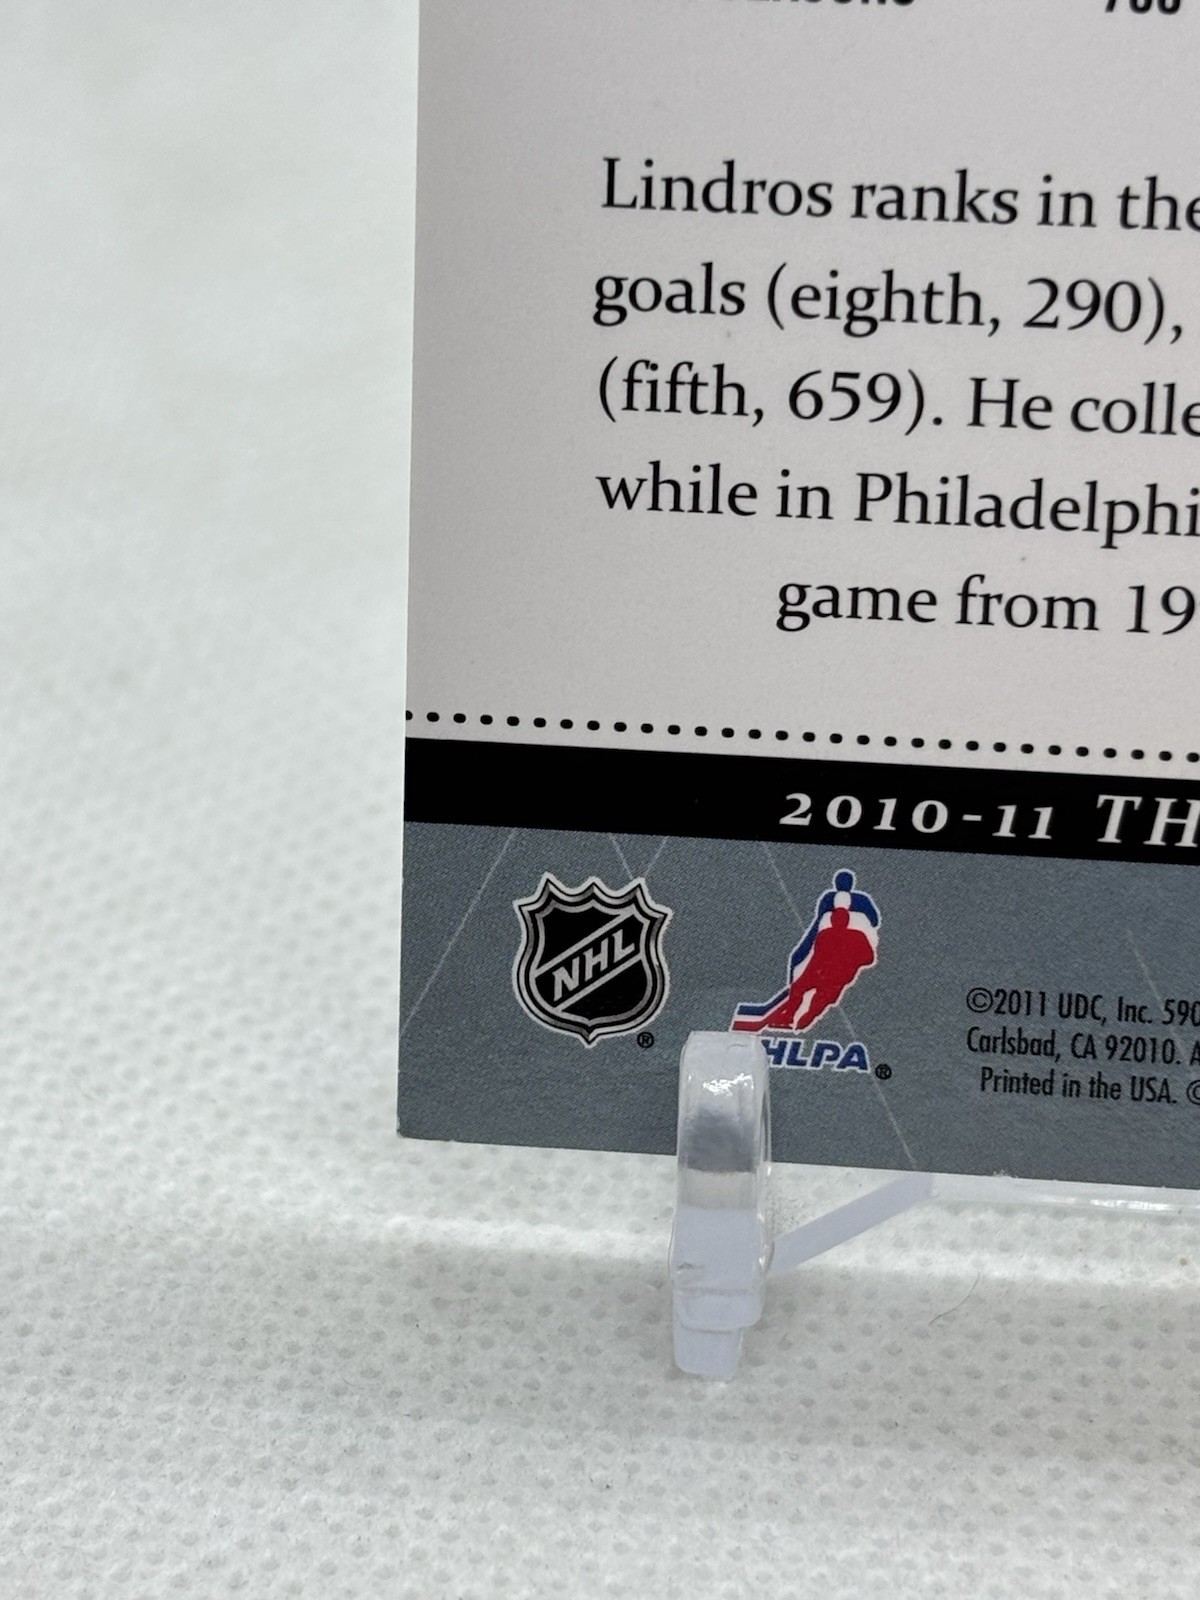 Lindros ranks in the
goals (eighth, 290),
(fifth, 659). He colle
while in Philadelphi
game from 19
2010-11 TH
NHL ®
HLPA ®
©2011 UDC, Inc. 590
Carlsbad, CA 92010. A
Printed in the USA. ©